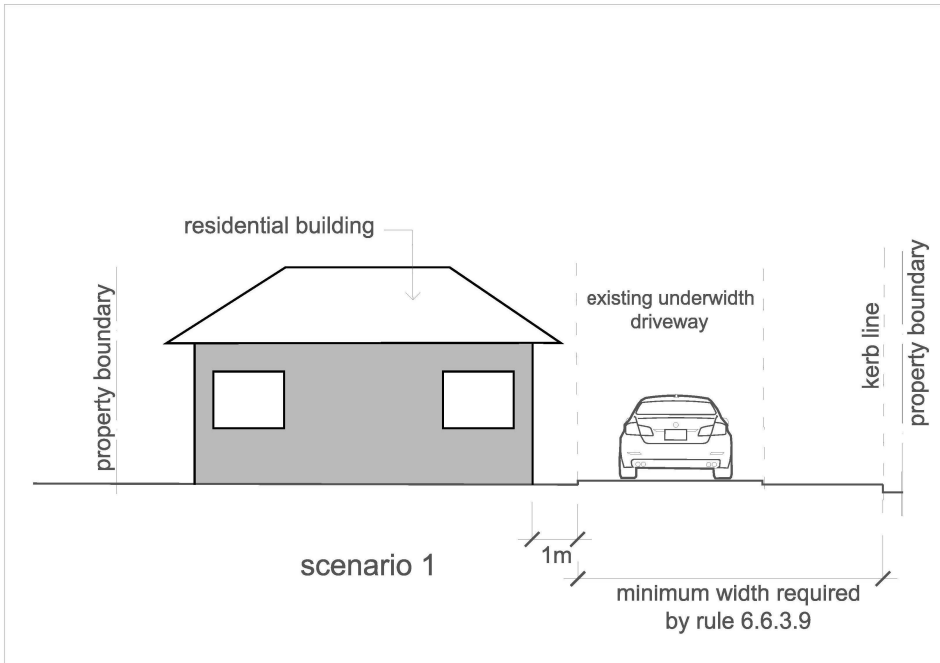 residential building
property boundary
existing underwidth
driveway
kerb line
property boundary
1m
scenario 1
minimum width required
by rule 6.6.3.9